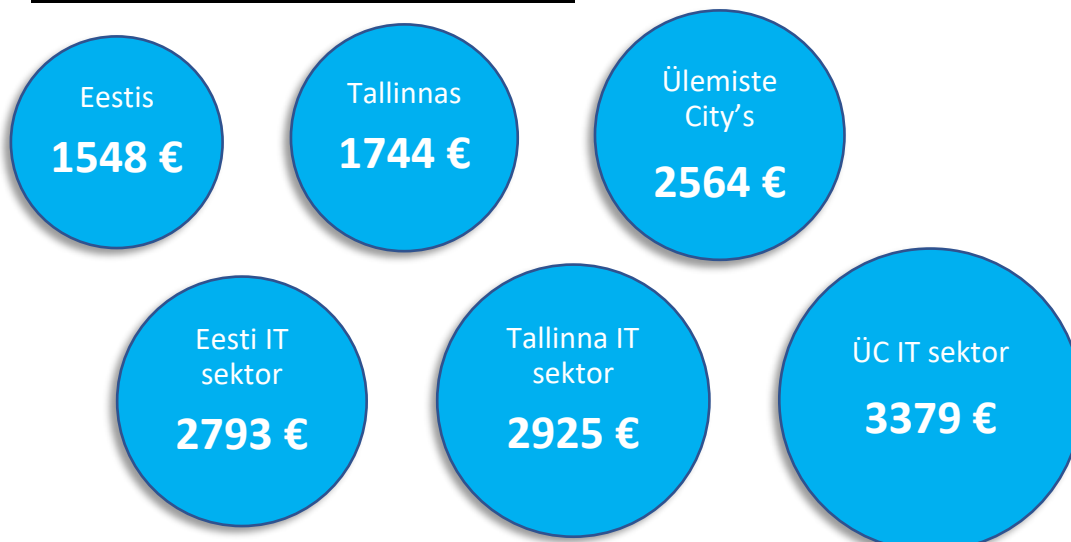 Eestis
1548 €
Tallinnas
1744 €
Ülemiste
City’s
2564 €
Eesti IT
sektor
2793 €
Tallinna IT
sektor
2925 €
ÜC IT sektor
3379 €